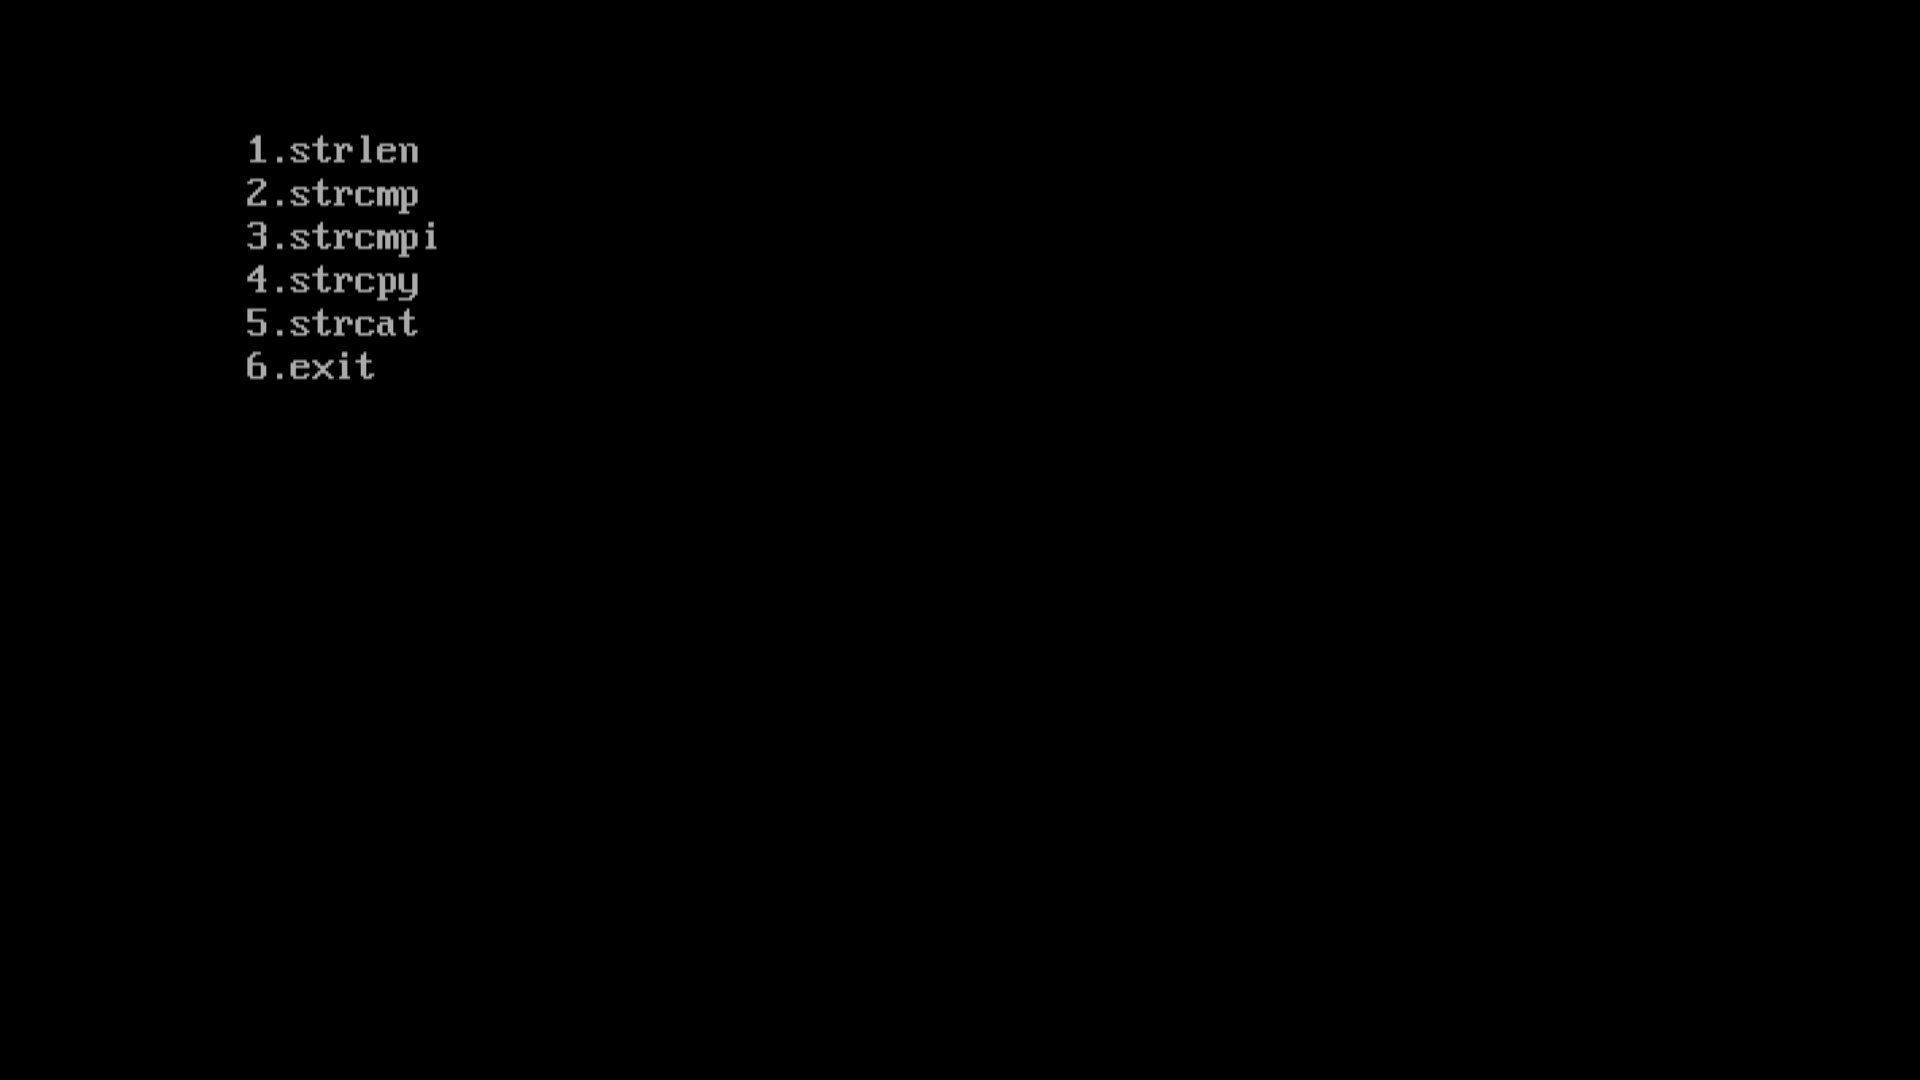 1.strlen
2.strcmp
3.strcmpi
4.strcpy
5.strcat
6.exit